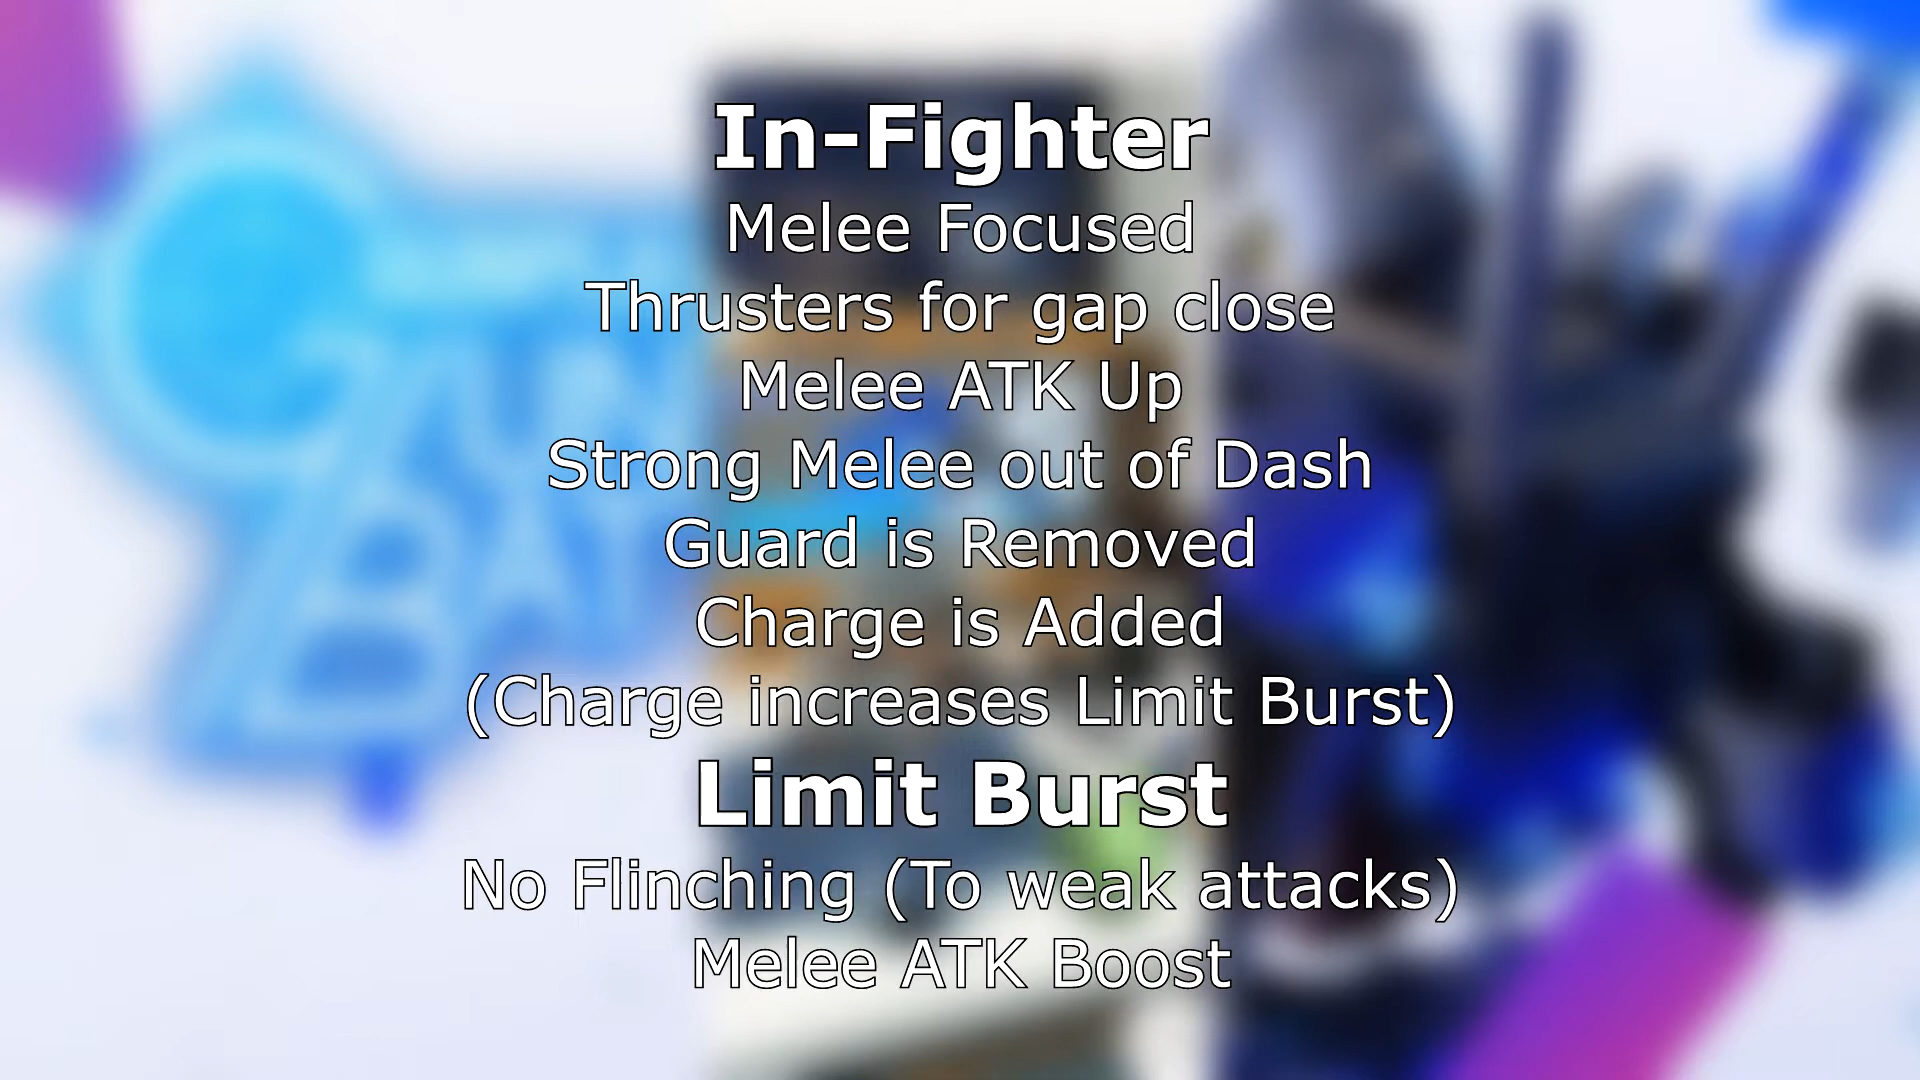 In-Fighter
Melee Focused
Thrusters for gap close
Melee ATK Up
Strong Melee out of Dash
Guard is Removed
Charge is Added
(Charge increases Limit Burst)
Limit Burst
No Flinching (To weak attacks)
Melee ATK Boost